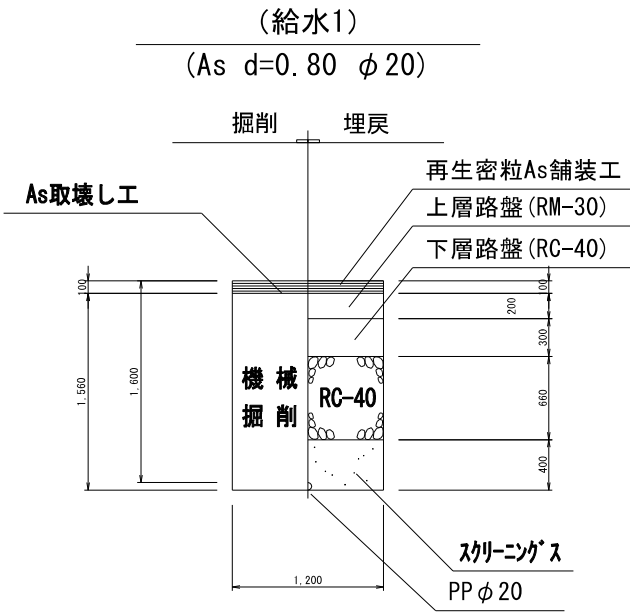 (給水1)
(As d=0.80 φ20)
掘削 埋戻
再生密粒As舗装工
As取壊し工
上層路盤(RM-30)
下層路盤(RC-40)
100
100
200
300
1,560
1,600
機械
掘削
RC-40
660
400
スクリーニングス
1,200
PPφ20